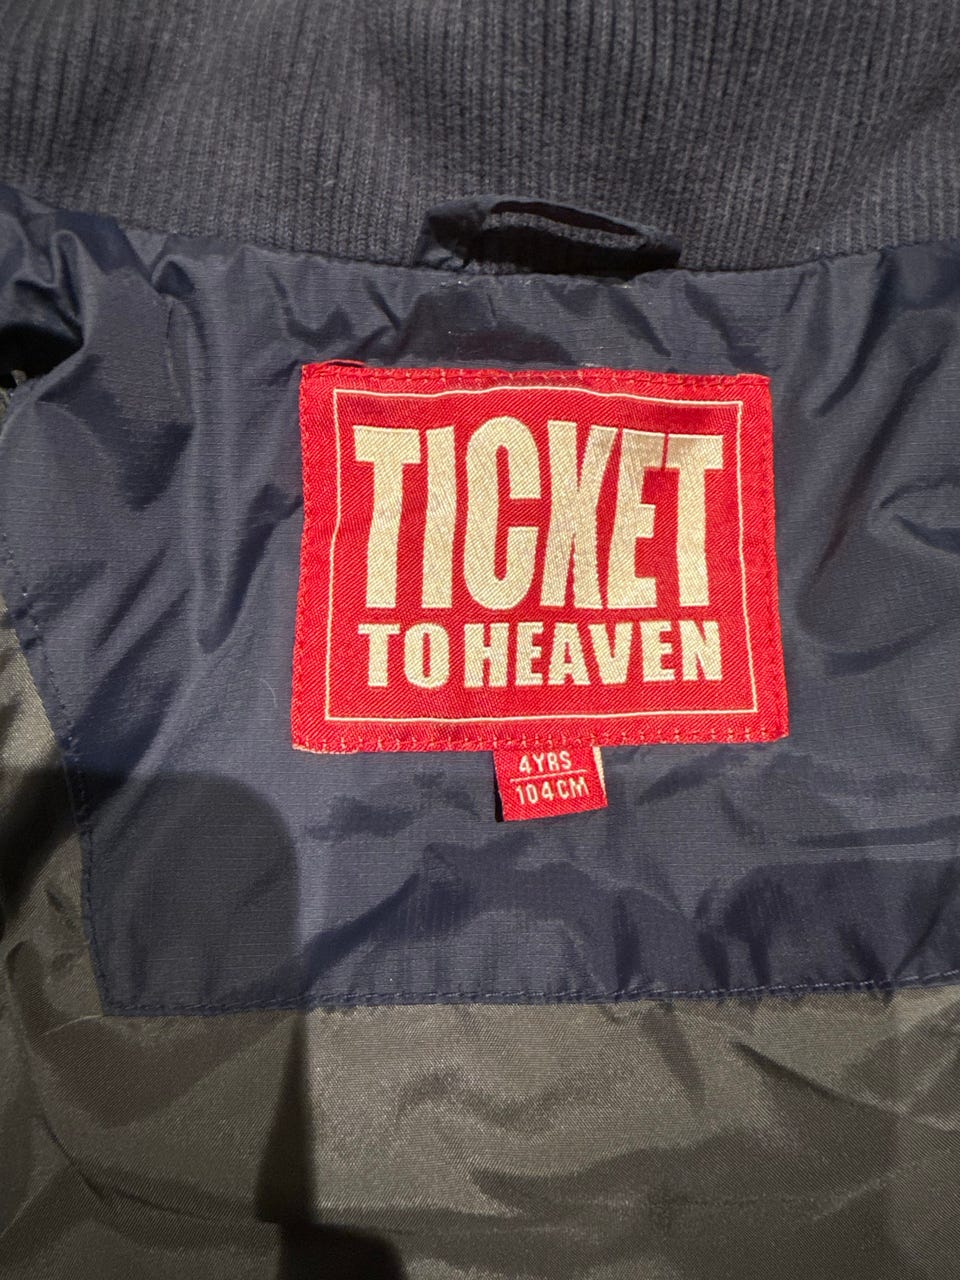 TICKET
TO HEAVEN
4 YRS
104 CM